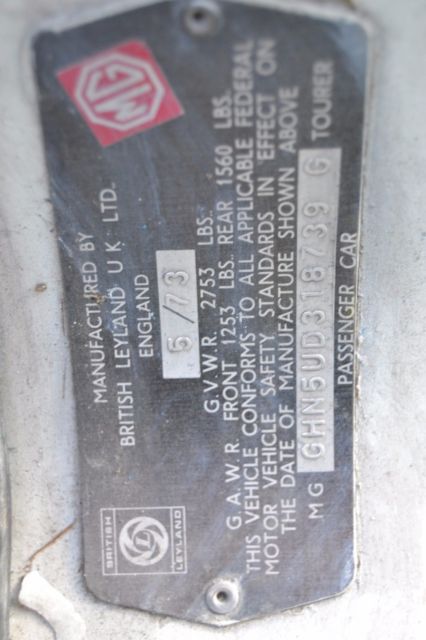 MG
MANUFACTURED BY
BRITISH LEYLAND U K LTD.
ENGLAND
5/73
G.V.W.R. 2753 LBS.
G.A.W.R. FRONT 1253 LBS. REAR 1560 LBS.
THIS VEHICLE CONFORMS TO ALL APPLICABLE FEDERAL
MOTOR VEHICLE SAFETY STANDARDS IN EFFECT ON
THE DATE OF MANUFACTURE SHOWN ABOVE
MG GHN5UD318739 G TOURER
PASSENGER CAR
BRITISH
LEYLAND